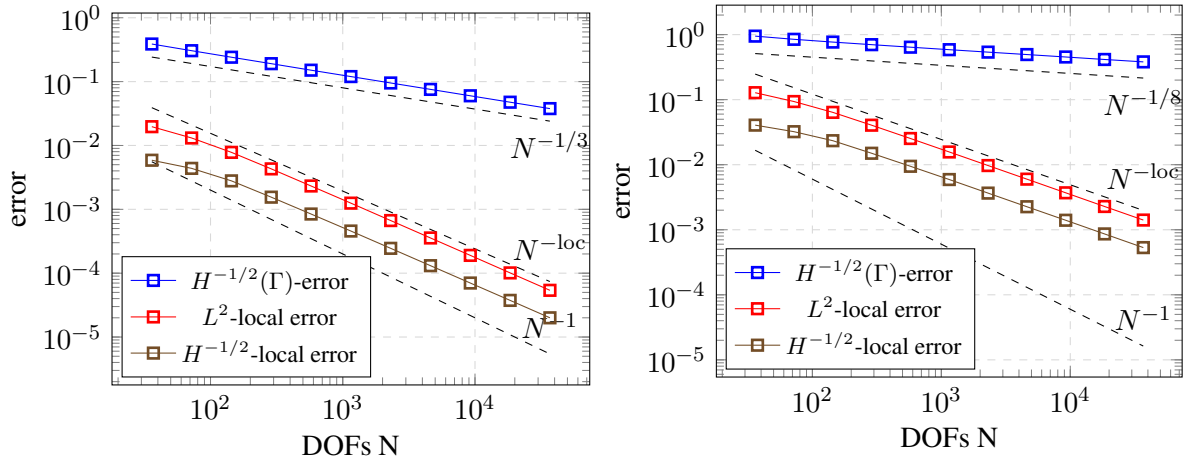 10^0
10^{-1}
10^{-2}
10^{-3}
10^{-4}
10^{-5}
error
10^2
10^3
10^4
DOFs N
N^{-1/3}
N^{-loc}
N^{-1}
H^{-1/2}(Γ)-error
L^2-local error
H^{-1/2}-local error
10^0
10^{-1}
10^{-2}
10^{-3}
10^{-4}
10^{-5}
error
10^2
10^3
10^4
DOFs N
N^{-1/8}
N^{-loc}
N^{-1}
H^{-1/2}(Γ)-error
L^2-local error
H^{-1/2}-local error